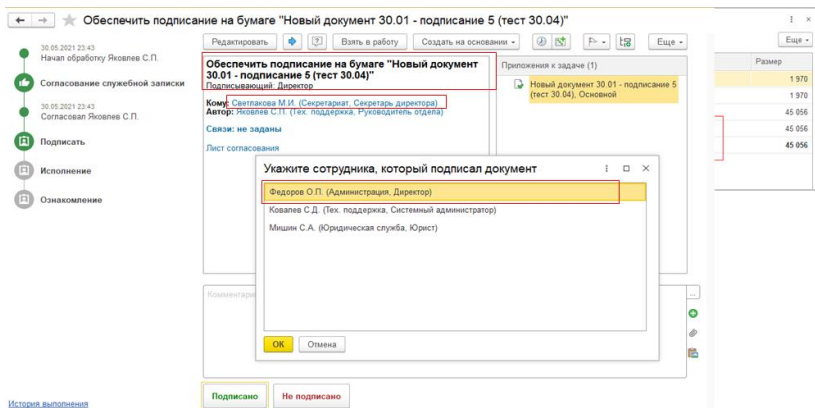 Обеспечить подписание на бумаге "Новый документ 30.01 - подписание 5 (тест 30.04)"
30.05.2021 23:43
Начал обработку Яковлев С.П.
Согласование служебной записки
30.05.2021 23:43
Согласовал Яковлев С.П.
Подписать
Исполнение
Ознакомление
История выполнения
Редактировать
Взять в работу
Создать на основании
Еще
Обеспечить подписание на бумаге "Новый документ
30.01 - подписание 5 (тест 30.04)"
Подписывающий: Директор
Кому: Светлакова М.И. (Секретариат, Секретарь директора)
Автор: Яковлев С.П. (Тех. поддержка, Руководитель отдела)
Связи: не заданы
Лист согласования
Приложения к задаче (1)
Новый документ 30.01 - подписание 5
(тест 30.04), Основной
Укажите сотрудника, который подписал документ
Федоров О.П. (Администрация, Директор)
Ковалев С.Д. (Тех. поддержка, Системный администратор)
Мишин С.А. (Юридическая служба, Юрист)
ОК
Отмена
Комментарий
Подписано
Не подписано
Еще
Размер
1 970
1 970
45 056
45 056
45 056